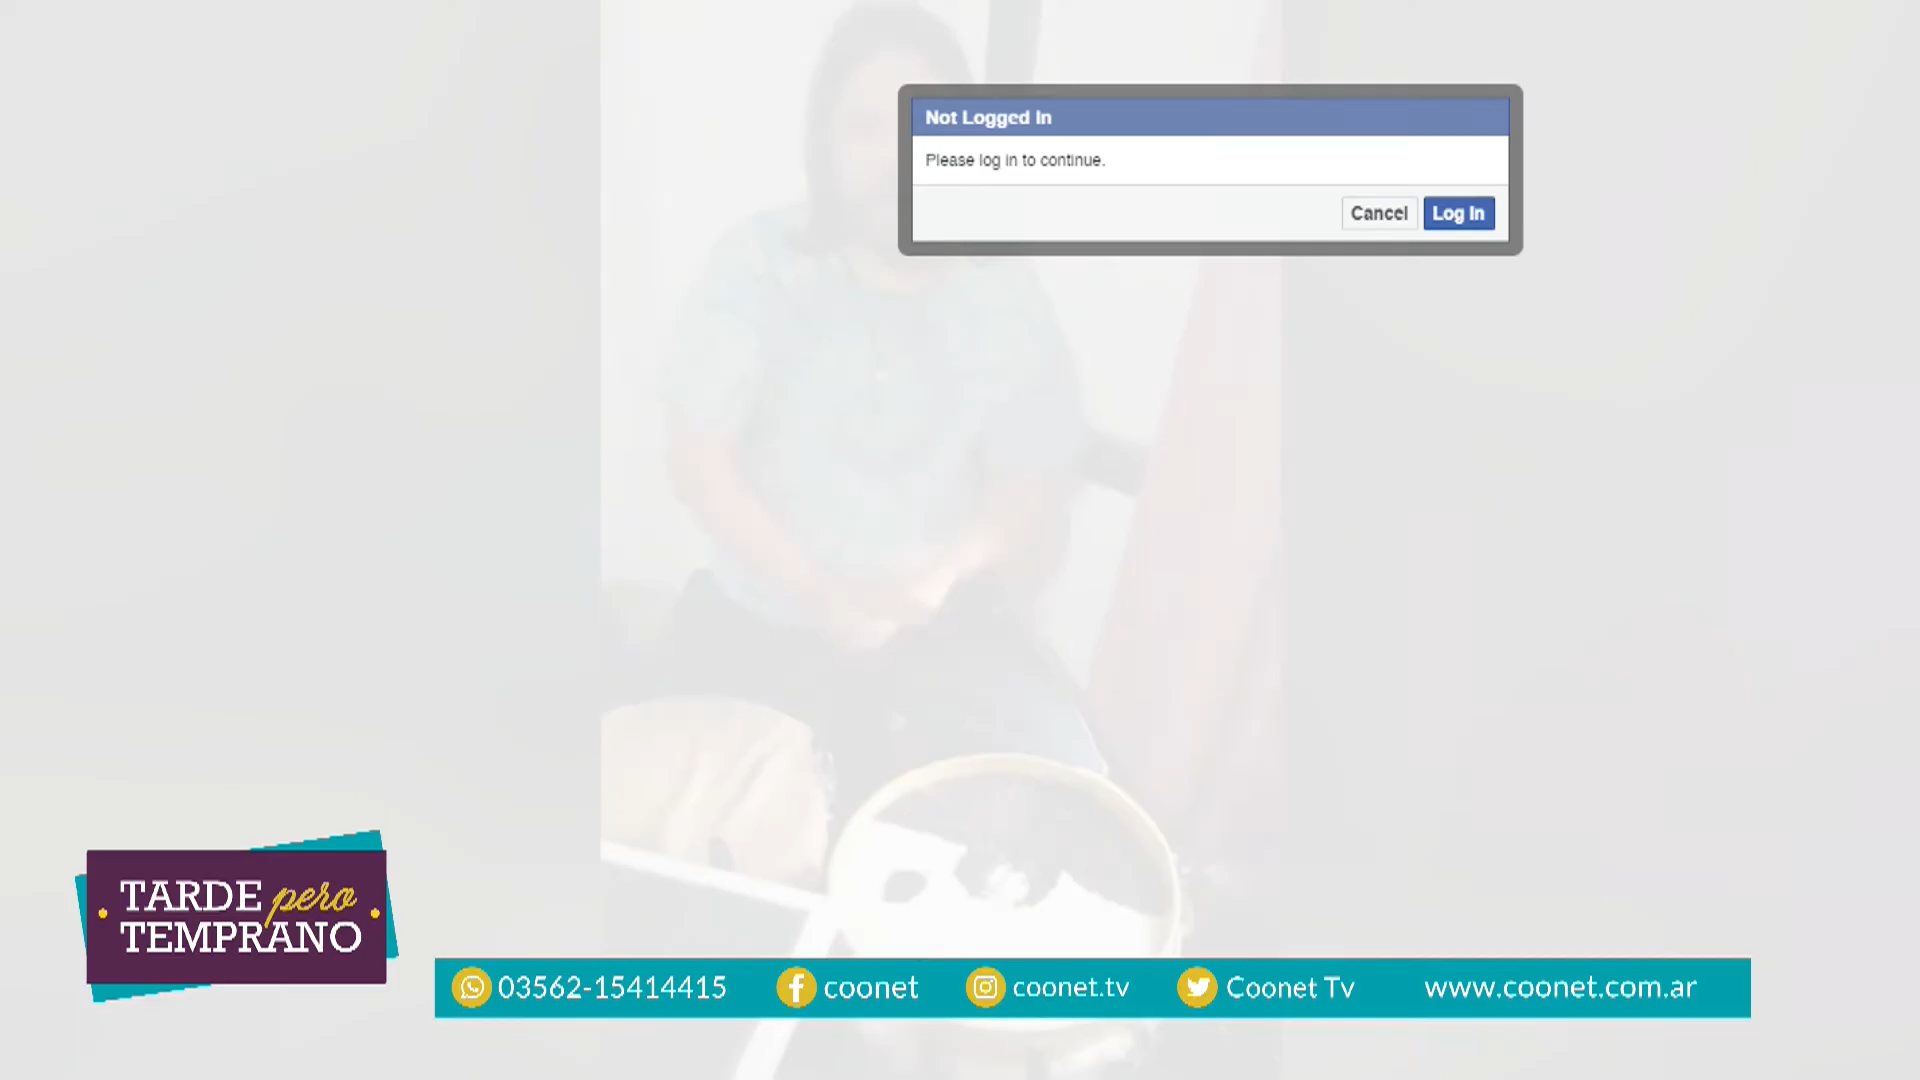 Not Logged In
Please log in to continue.
Cancel Log In
TARDE pero
TEMPRANO
03562-15414415 coonet coonet.tv Coonet Tv www.coonet.com.ar